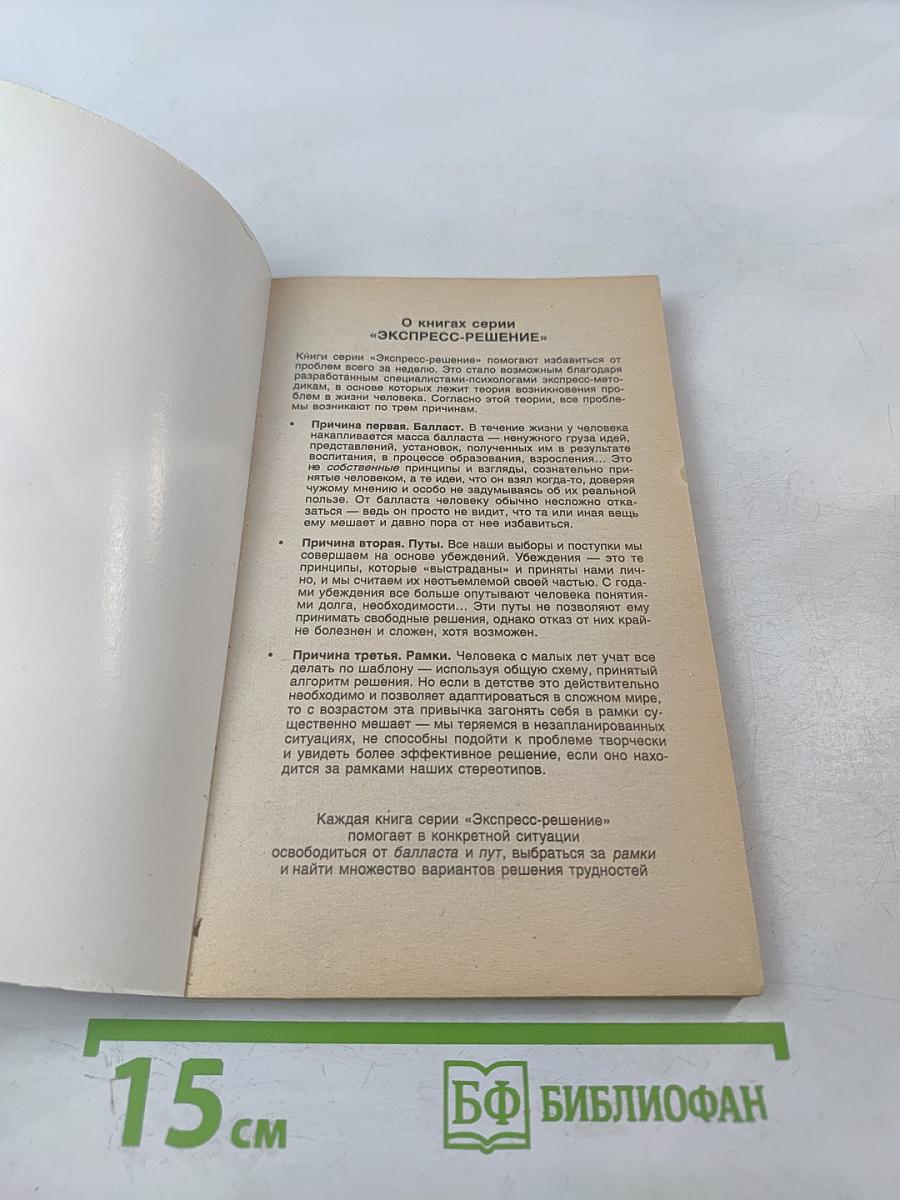 О книгах серии
«ЭКСПРЕСС-РЕШЕНИЕ»
Книги серии «Экспресс-решение» помогают избавиться от
проблем всего за неделю. Это стало возможным благодаря
разработанным специалистами-психологами экспресс-мето-
дикам, в основе которых лежит теория возникновения про-
блем в жизни человека. Согласно этой теории, все пробле-
мы возникают по трем причинам.
• Причина первая. Балласт. В течение жизни у человека
накапливается масса балласта — ненужного груза идей,
представлений, установок, полученных им в результате
воспитания, в процессе образования, взросления... Это
не собственные принципы и взгляды, сознательно при-
нятые человеком, а те идеи, что он взял когда-то, доверяя
чужому мнению и особо не задумываясь об их реальной
пользе. От балласта человеку обычно несложно отка-
заться — ведь он просто не видит, что та или иная вещь
ему мешает и давно пора от нее избавиться.
• Причина вторая. Путы. Все наши выборы и поступки мы
совершаем на основе убеждений. Убеждения — это те
принципы, которые «выстраданы» и приняты нами лич-
но, и мы считаем их неотъемлемой своей частью. С года-
ми убеждения все больше опутывают человека понятия-
ми долга, необходимости... Эти путы не позволяют ему
принимать свободные решения, однако отказ от них край-
не болезнен и сложен, хотя возможен.
• Причина третья. Рамки. Человека с малых лет учат все
делать по шаблону — используя общую схему, принятый
алгоритм решения. Но если в детстве это действительно
необходимо и позволяет адаптироваться в сложном мире,
то с возрастом эта привычка загонять себя в рамки су-
щественно мешает — мы теряемся в незапланированных
ситуациях, не способны подойти к проблеме творчески
и увидеть более эффективное решение, если оно нахо-
дится за рамками наших стереотипов.
Каждая книга серии «Экспресс-решение»
помогает в конкретной ситуации
освободиться от балласта и пут, выбраться за рамки
и найти множество вариантов решения трудностей
15 см
БФ БИБЛИОФАН